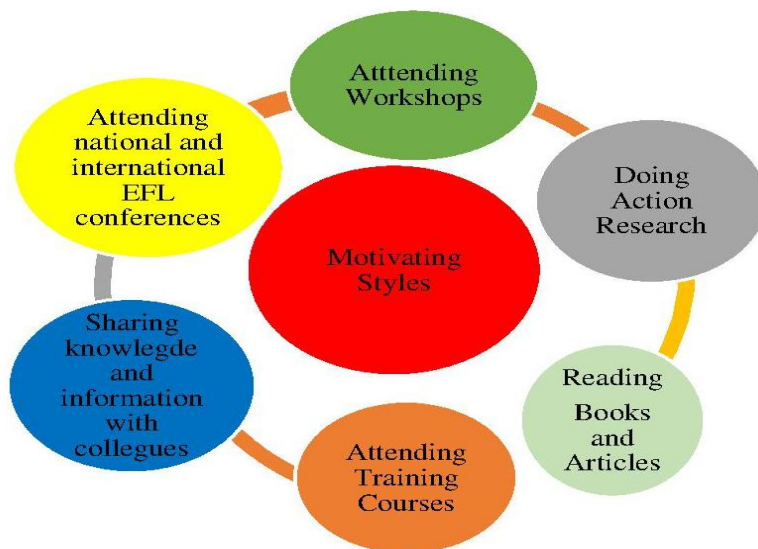 Atttending
Workshops
Attending
national and
international
EFL
conferences
Doing
Action
Research
Motivating
Styles
Sharing
knowlegde
and
information
with
collegues
Reading
Books
and
Articles
Attending
Training
Courses